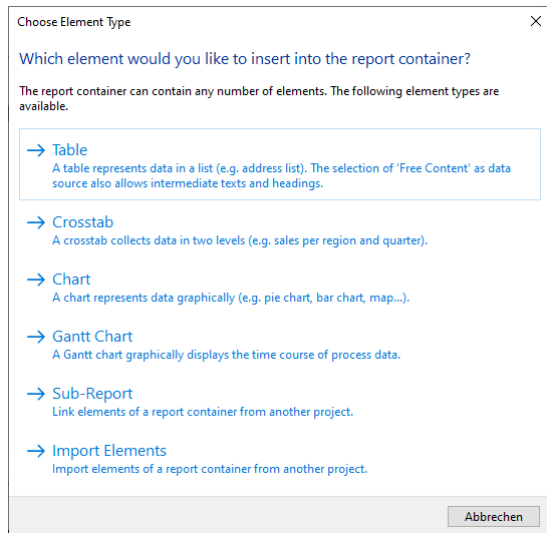 Choose Element Type
Which element would you like to insert into the report container?
The report container can contain any number of elements. The following element types are
available.
Table
A table represents data in a list (e.g. address list). The selection of 'Free Content' as data
source also allows intermediate texts and headings.
Crosstab
A crosstab collects data in two levels (e.g. sales per region and quarter).
Chart
A chart represents data graphically (e.g. pie chart, bar chart, map...).
Gantt Chart
A Gantt chart graphically displays the time course of process data.
Sub-Report
Link elements of a report container from another project.
Import Elements
Import elements of a report container from another project.
Abbrechen